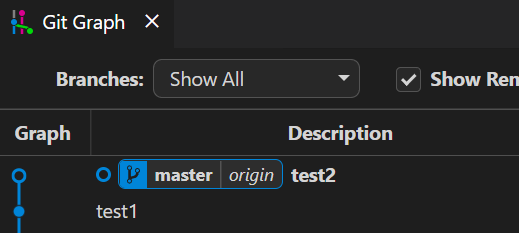 Git Graph
Branches: Show All Show Rem
Graph Description
master origin test2
test1